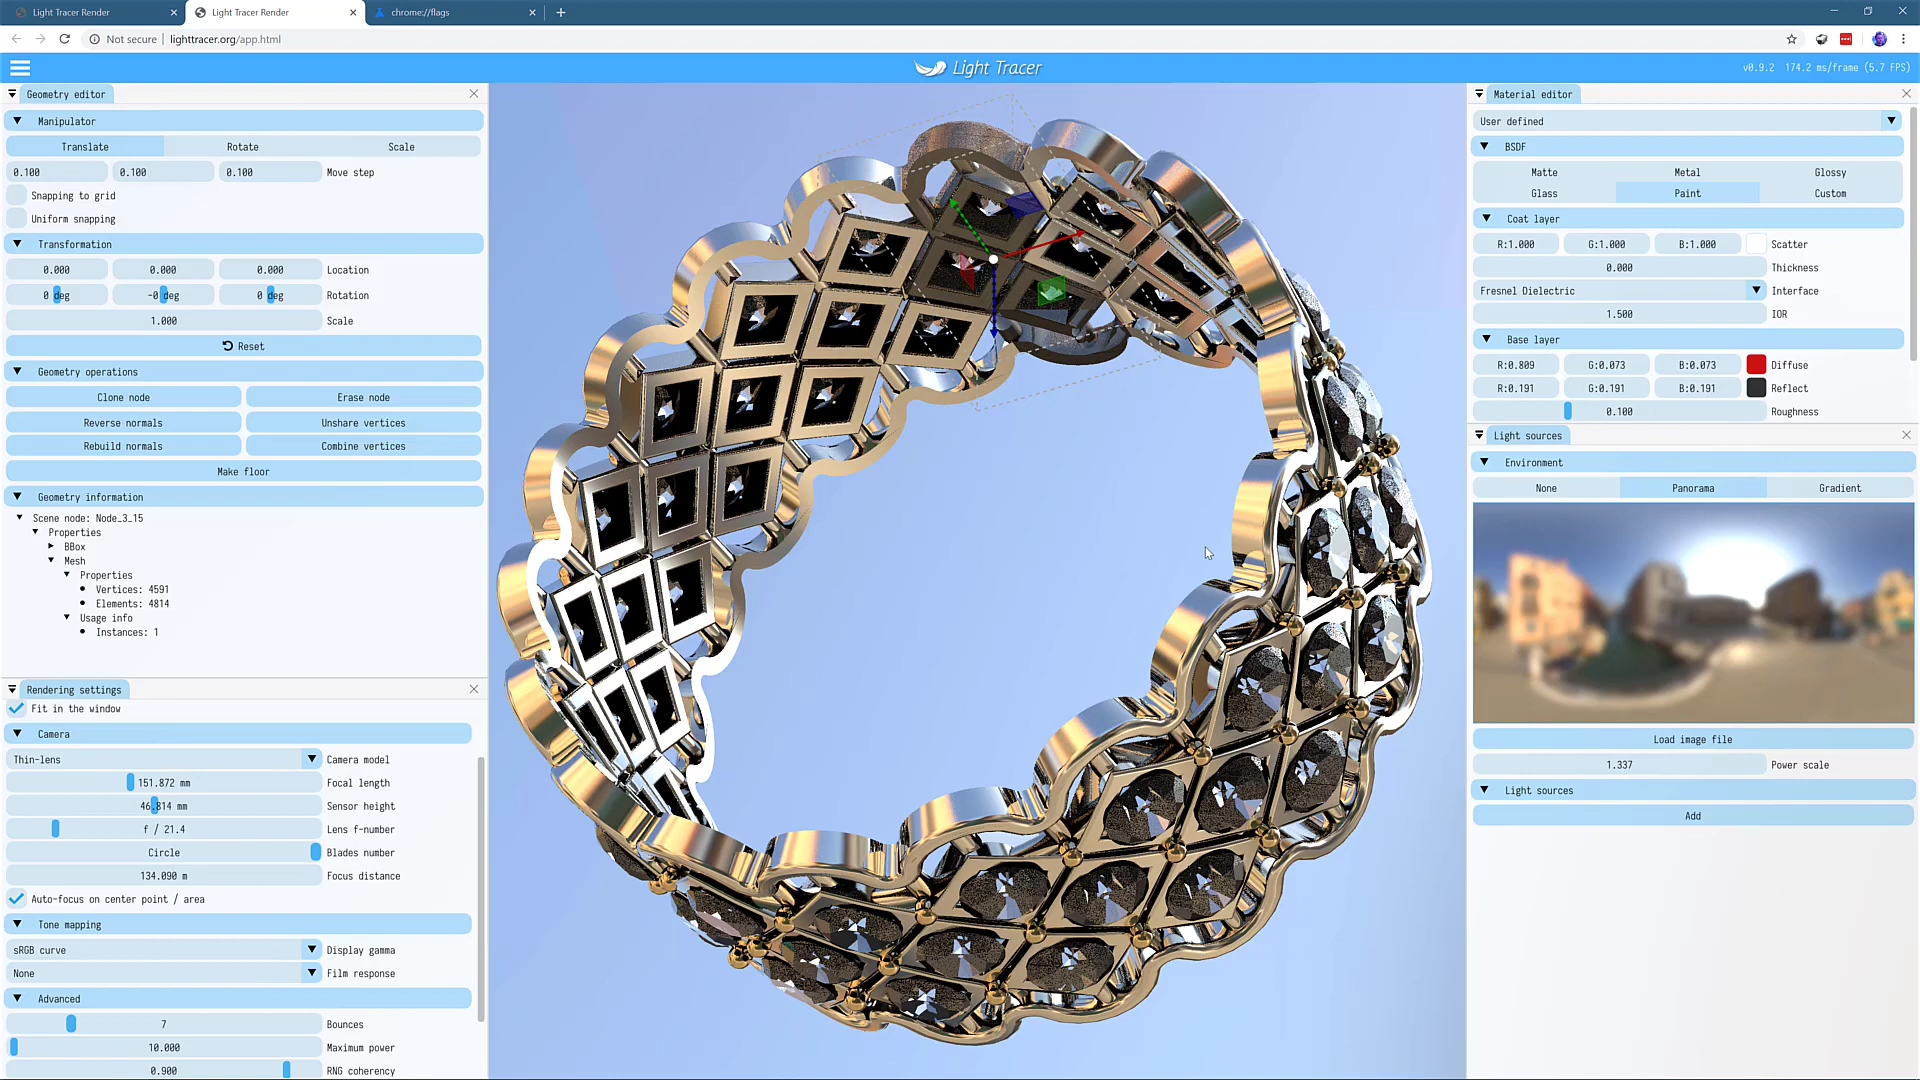 Light Tracer Render
Light Tracer Render
chrome://flags
Not secure
lighttracer.org/app.html
Light Tracer
v0.9.2 174.2 ms/frame (5.7 FPS)
Geometry editor
Manipulator
Translate Rotate Scale
0.100 0.100 0.100 Move step
Snapping to grid
Uniform snapping
Transformation
0.000 0.000 0.000 Location
0 deg -0 deg 0 deg Rotation
1.000 Scale
Reset
Geometry operations
Clone node Erase node
Reverse normals Unshare vertices
Rebuild normals Combine vertices
Make floor
Geometry information
Scene node: Node_3_15
Properties
BBox
Mesh
Properties
Vertices: 4591
Elements: 4814
Usage info
Instances: 1
Rendering settings
Fit in the window
Camera
Thin-lens Camera model
151.872 mm Focal length
46.814 mm Sensor height
f / 21.4 Lens f-number
Circle Blades number
134.090 m Focus distance
Auto-focus on center point / area
Tone mapping
sRGB curve Display gamma
None Film response
Advanced
7 Bounces
10.000 Maximum power
0.900 RNG coherency
Material editor
User defined
BSDF
Matte Metal Glossy
Glass Paint Custom
Coat layer
R:1.000 G:1.000 B:1.000 Scatter
0.000 Thickness
Fresnel Dielectric Interface
1.500 IOR
Base layer
R:0.809 G:0.073 B:0.073 Diffuse
R:0.191 G:0.191 B:0.191 Reflect
0.100 Roughness
Light sources
Environment
None Panorama Gradient
Load image file
1.337 Power scale
Light sources
Add